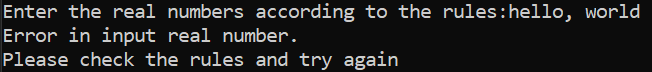 Enter the real numbers according to the rules:hello, world
Error in input real number.
Please check the rules and try again